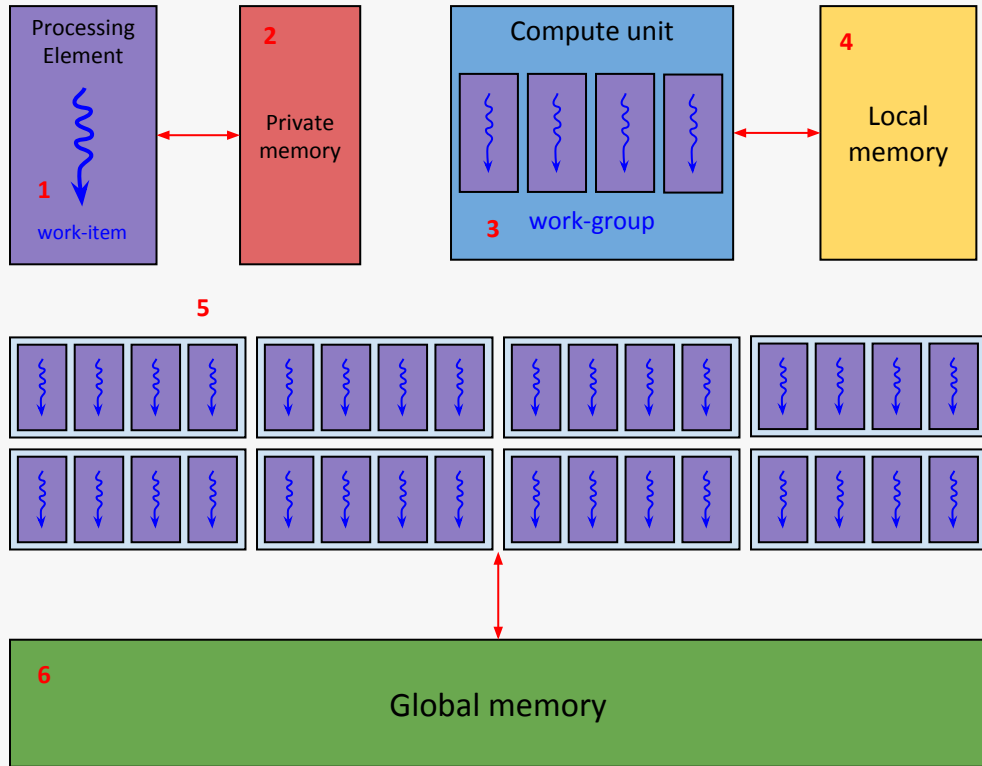 Processing
Element
1
work-item
2
Private
memory
Compute unit
3
work-group
4
Local
memory
5
6
Global memory